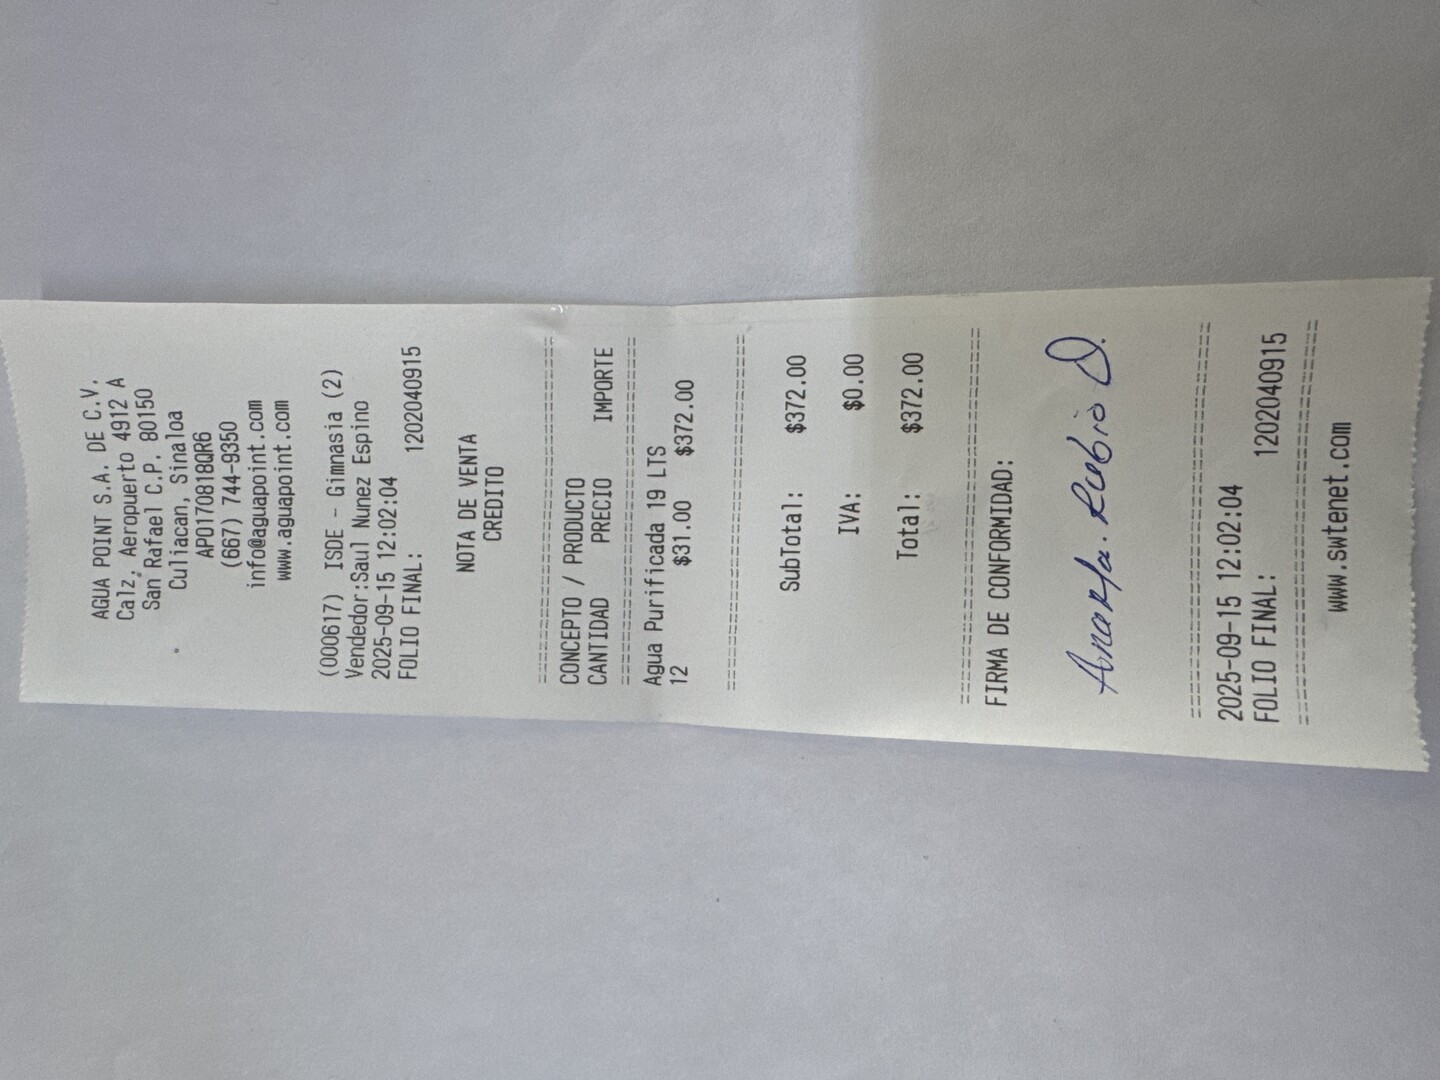 AGUA POINT S.A. DE C.V.
Calz, Aeropuerto 4912 A
San Rafael C.P. 80150
Culiacan, Sinaloa
APO170818QR6
(667) 744-9350
info@aguapoint.com
www.aguapoint.com
(000617) ISDE - Gimnasia (2)
Vendedor:Saul Nunez Espino
2025-09-15 12:02:04
FOLIO FINAL: 1202040915
NOTA DE VENTA
CREDITO
==============================
CONCEPTO / PRODUCTO
CANTIDAD PRECIO IMPORTE
==============================
Agua Purificada 19 LTS
12 $31.00 $372.00
==============================
SubTotal: $372.00
IVA: $0.00
Total: $372.00
==============================
FIRMA DE CONFORMIDAD:
Rubio D.
==============================
2025-09-15 12:02:04
FOLIO FINAL: 1202040915
==============================
www.swtenet.com